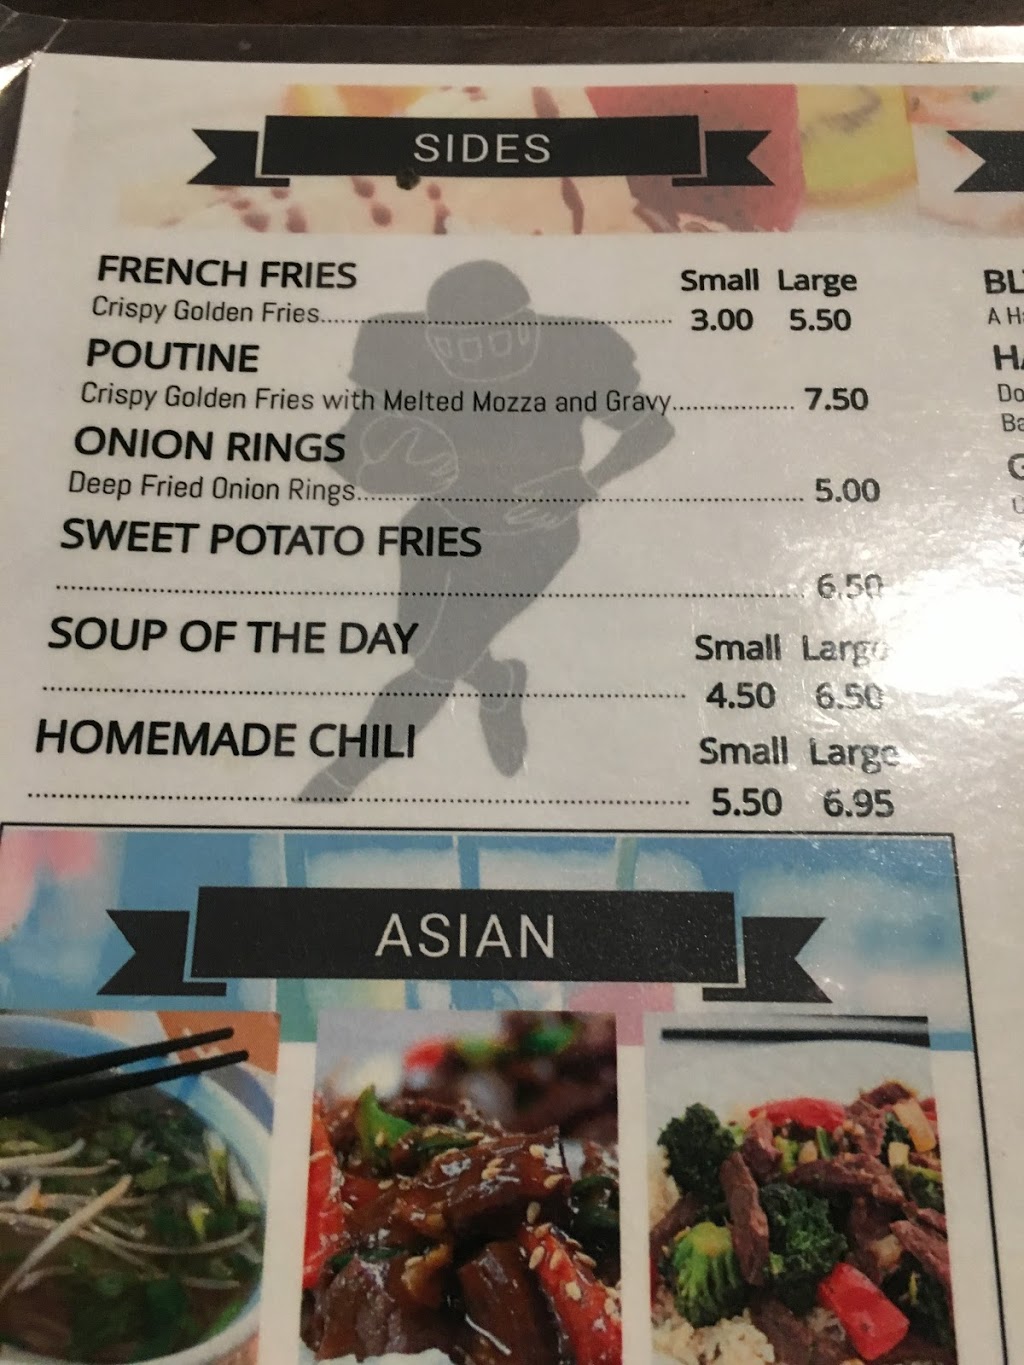 SIDES
FRENCH FRIES Small Large
Crispy Golden Fries.......... 3.00 5.50
POUTINE
Crispy Golden Fries with Melted Mozza and Gravy.......... 7.50
ONION RINGS
Deep Fried Onion Rings.......... 5.00
SWEET POTATO FRIES
.......... 6.50
SOUP OF THE DAY Small Large
.......... 4.50 6.50
HOMEMADE CHILI Small Large
.......... 5.50 6.95
ASIAN